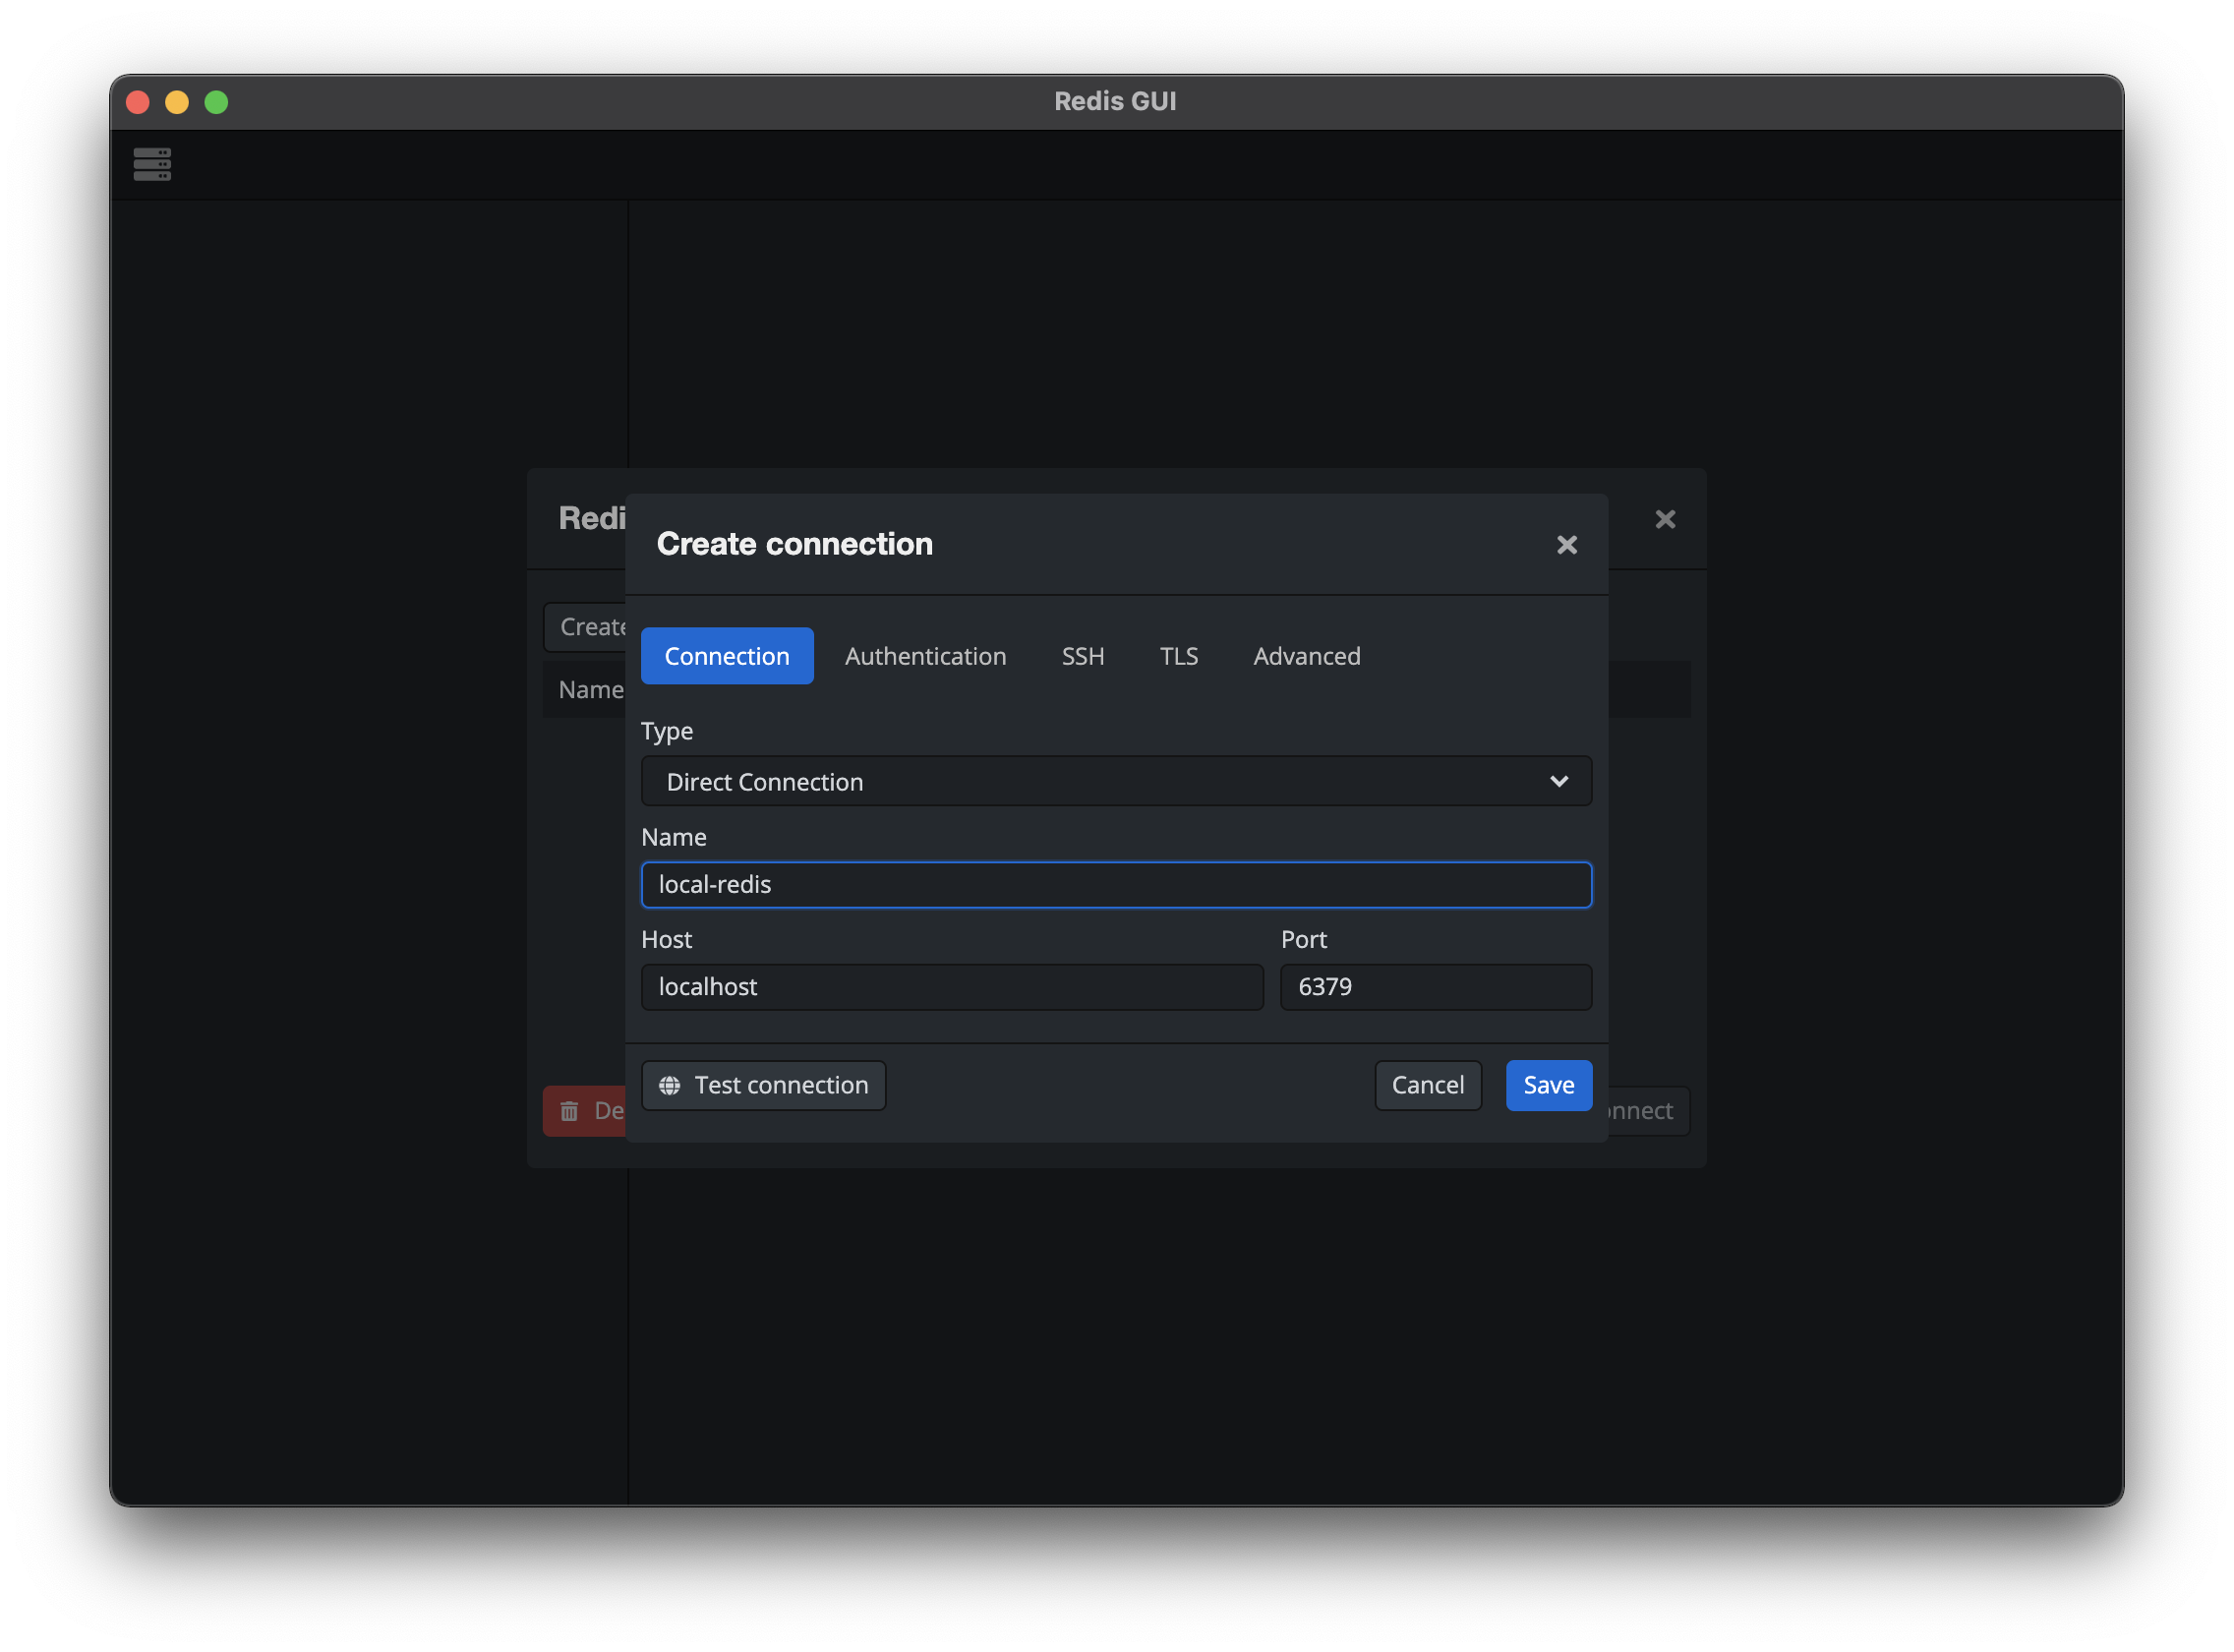 Redis GUI
Redi
Create connection
Create
Connection Authentication SSH TLS Advanced
Name
Type
Direct Connection
Name
local-redis
Host Port
localhost 6379
Test connection Cancel Save
De
nnect